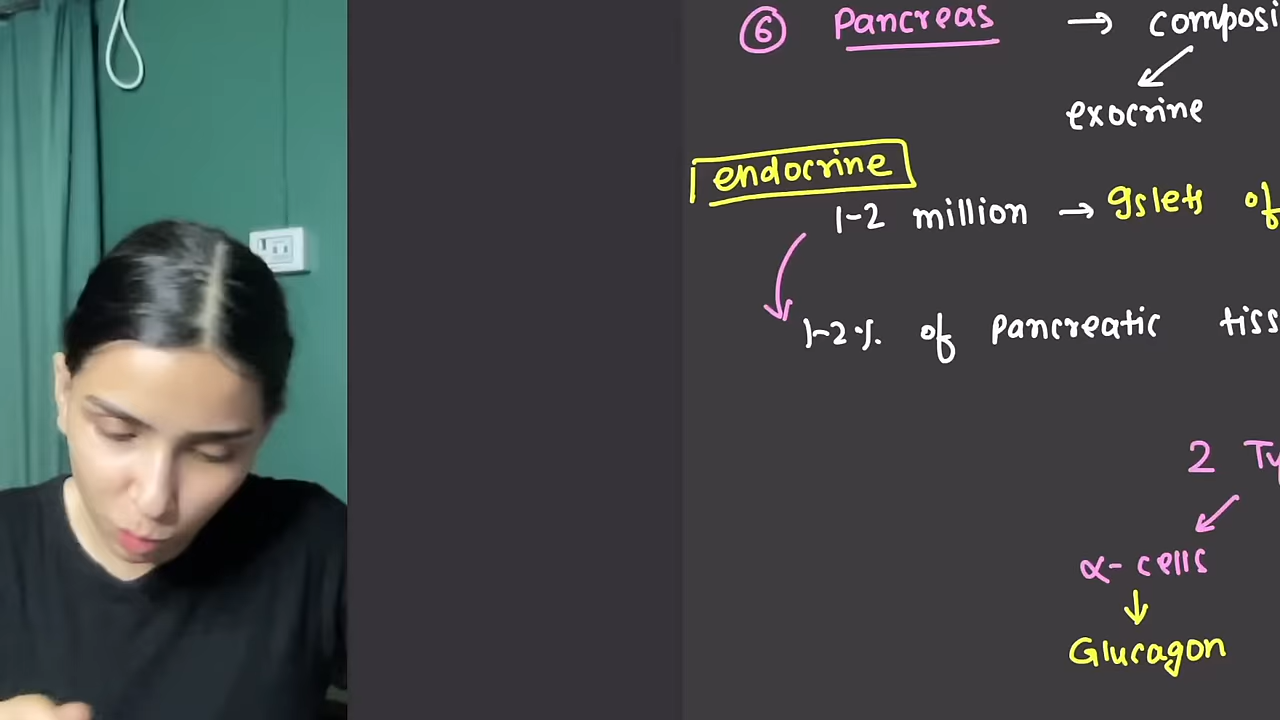 ⑥ Pancreas → composi
exocrine
endocrine
1-2 million → Islets of
1-2% of Pancreatic tiss
2 Ty
α- cells
↓
Glucagon